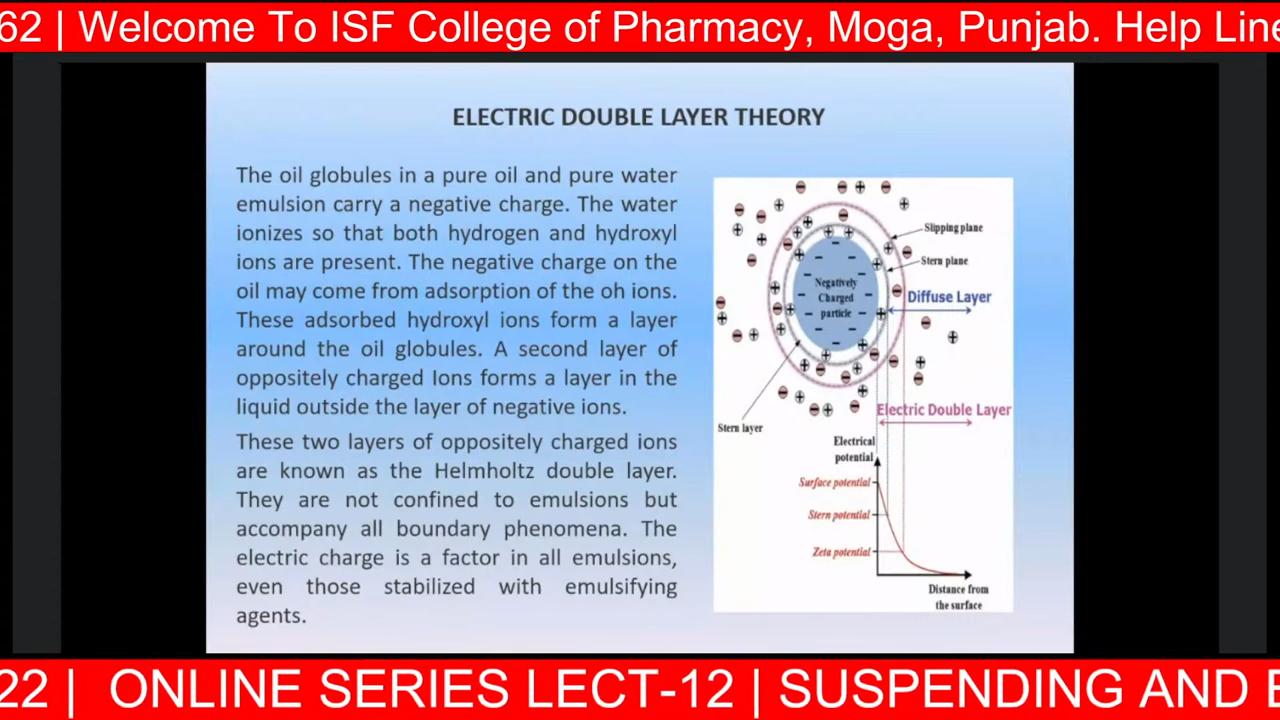 62 | Welcome To ISF College of Pharmacy, Moga, Punjab. Help Line
ELECTRIC DOUBLE LAYER THEORY
The oil globules in a pure oil and pure water
emulsion carry a negative charge. The water
ionizes so that both hydrogen and hydroxyl
ions are present. The negative charge on the
oil may come from adsorption of the oh ions.
These adsorbed hydroxyl ions form a layer
around the oil globules. A second layer of
oppositely charged Ions forms a layer in the
liquid outside the layer of negative ions.
These two layers of oppositely charged ions
are known as the Helmholtz double layer.
They are not confined to emulsions but
accompany all boundary phenomena. The
electric charge is a factor in all emulsions,
even those stabilized with emulsifying
agents.
Slipping plane
Stern plane
Negatively
Charged
particle
Diffuse Layer
Electric Double Layer
Stern layer
Electrical
potential
Surface potential
Stern potential
Zeta potential
Distance from
the surface
22 | ONLINE SERIES LECT-12 | SUSPENDING AND E